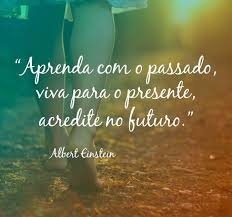 “Aprenda com o passado,
viva para o presente,
acredite no futuro.”
Albert Einstein